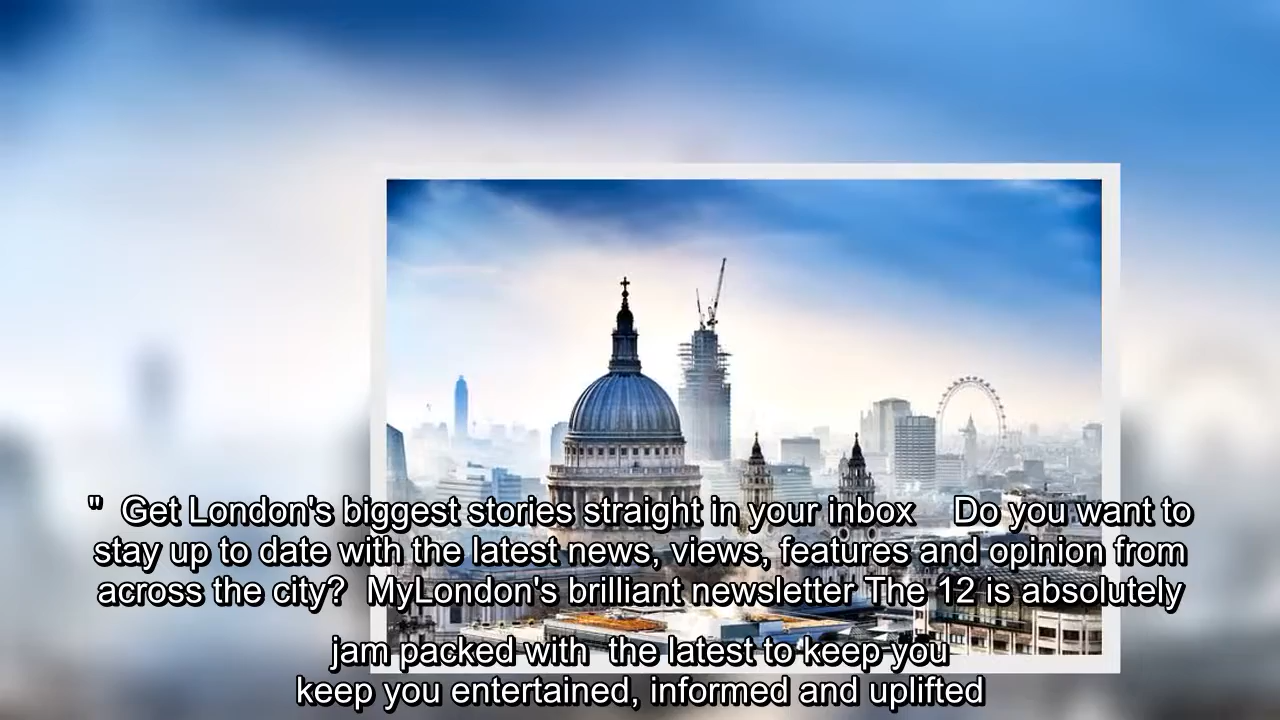 "  Get London's biggest stories straight in your inbox    Do you want to
stay up to date with the latest news, views, features and opinion from
across the city?  MyLondon's brilliant newsletter The 12 is absolutely
jam packed with  the latest to keep you
keep you entertained, informed and uplifted